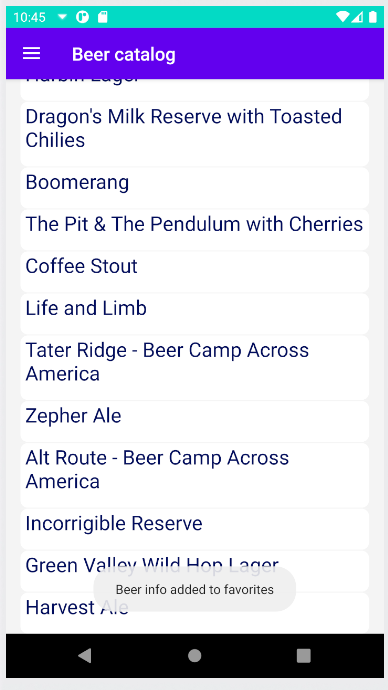 10:45
Beer catalog
Harbin Lager
Dragon's Milk Reserve with Toasted
Chilies
Boomerang
The Pit & The Pendulum with Cherries
Coffee Stout
Life and Limb
Tater Ridge - Beer Camp Across
America
Zepher Ale
Alt Route - Beer Camp Across
America
Incorrigible Reserve
Green Valley Wild Hop Lager
Beer info added to favorites
Harvest Ale